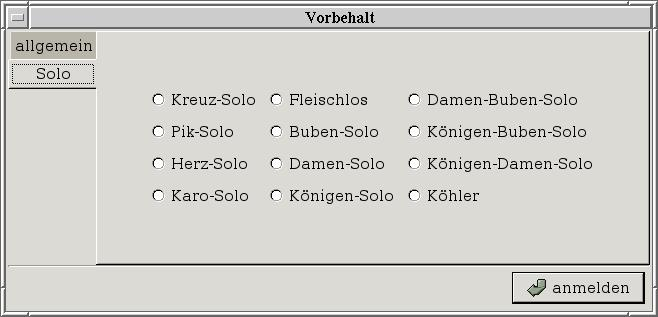 Vorbehalt
allgemein
Solo
Kreuz-Solo Fleischlos Damen-Buben-Solo
Pik-Solo Buben-Solo Königen-Buben-Solo
Herz-Solo Damen-Solo Königen-Damen-Solo
Karo-Solo Königen-Solo Köhler
anmelden